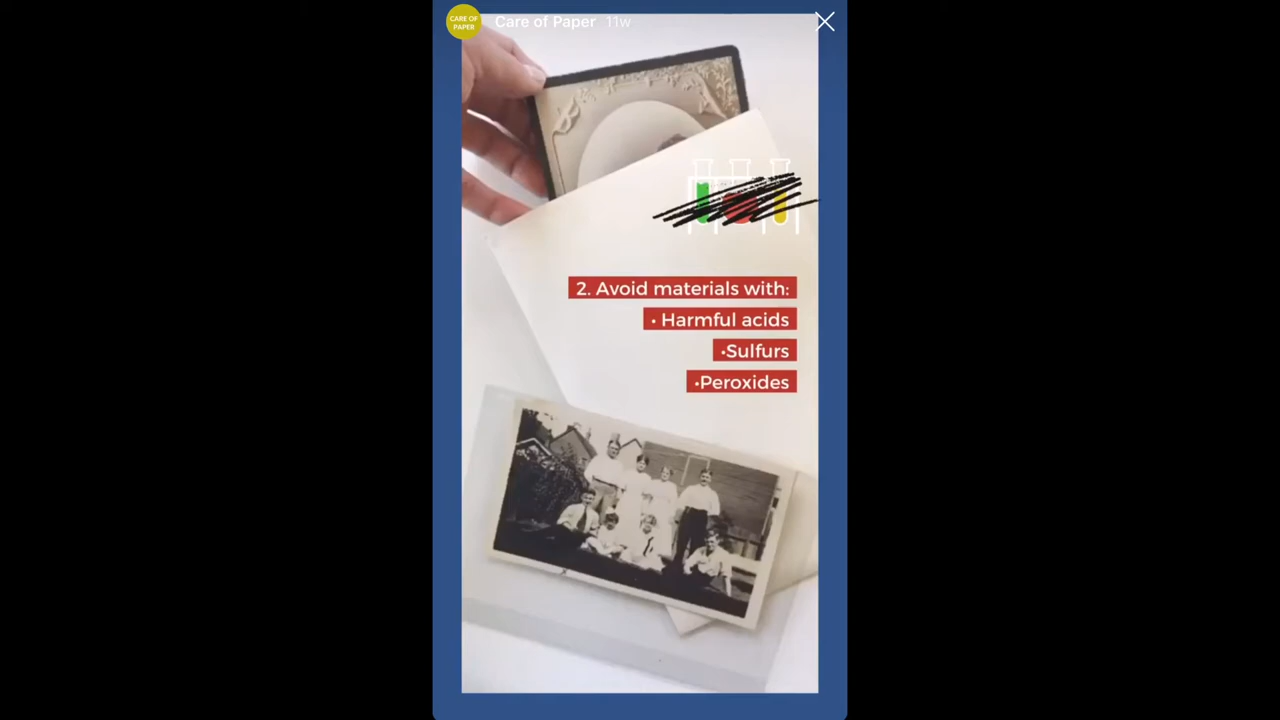 CARE OF
PAPER
Care of Paper 11w
2. Avoid materials with:
• Harmful acids
•Sulfurs
•Peroxides